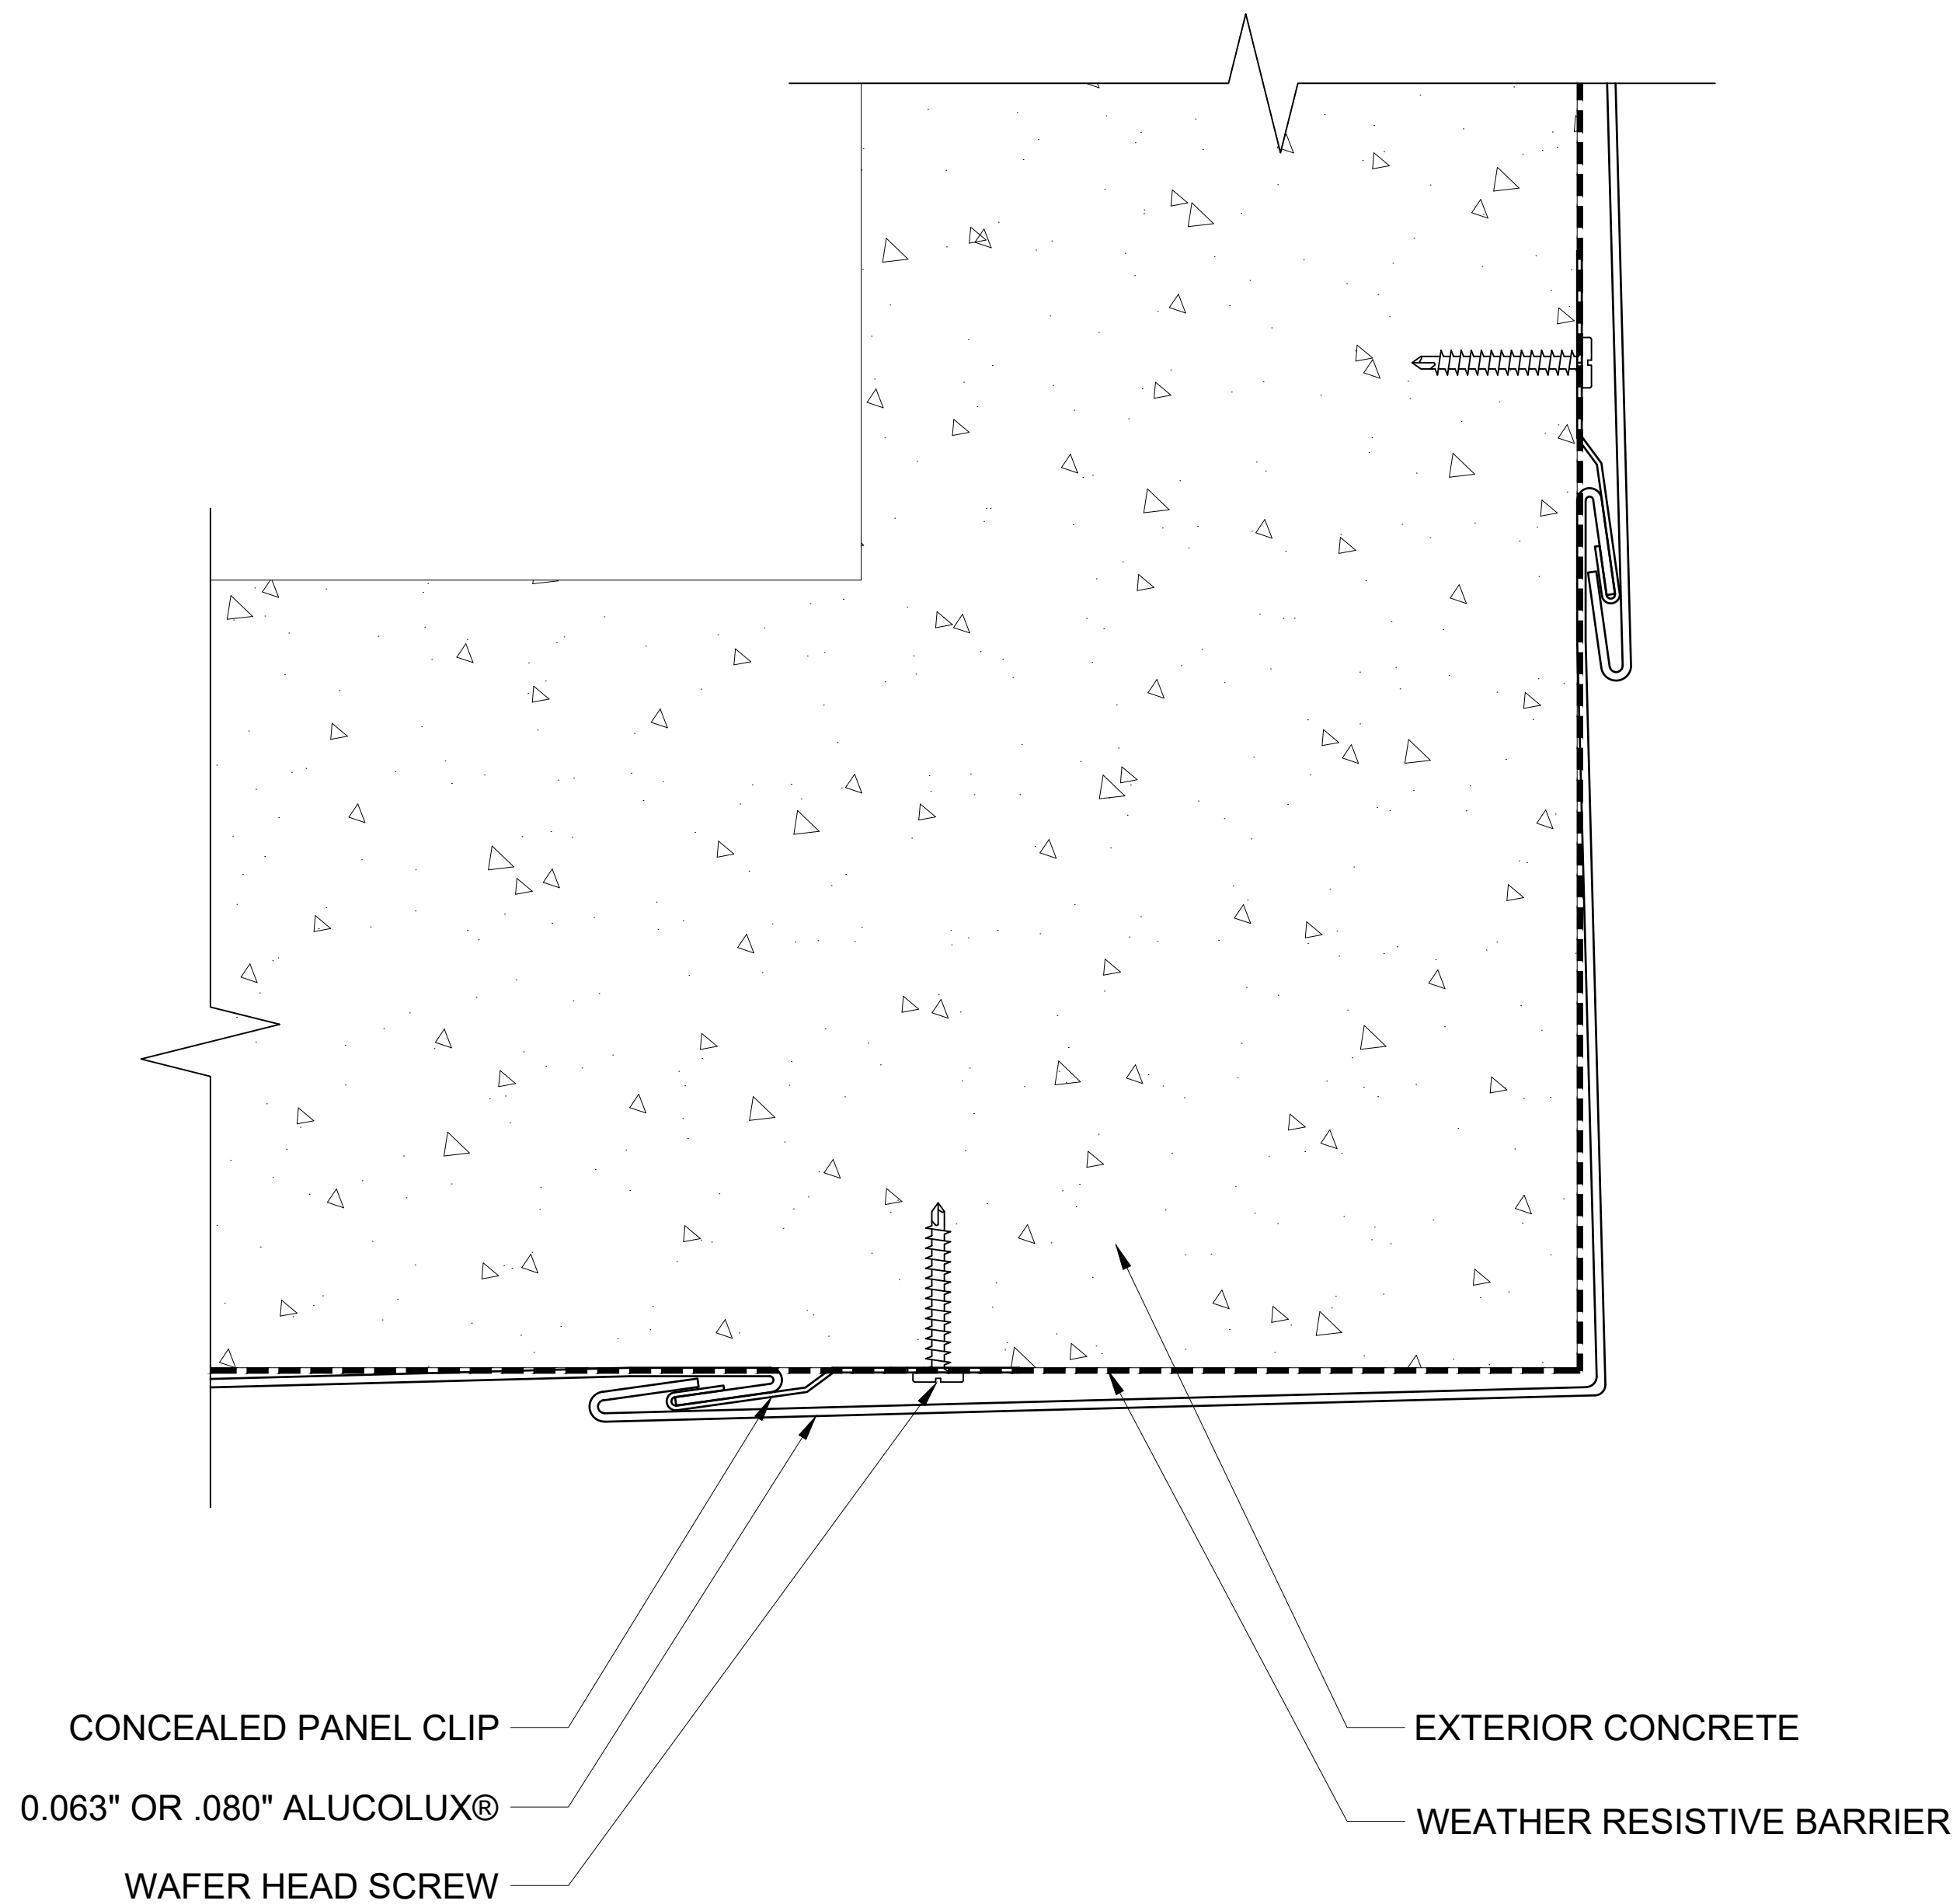 CONCEALED PANEL CLIP
0.063" OR .080" ALUCOLUX®
WAFER HEAD SCREW
EXTERIOR CONCRETE
WEATHER RESISTIVE BARRIER